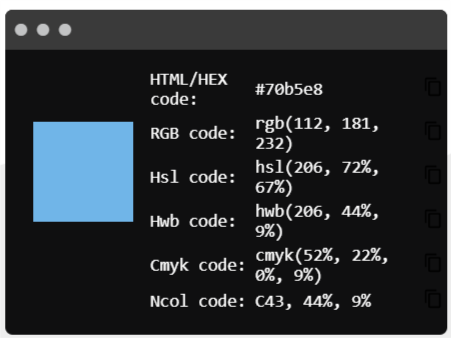 HTML/HEX code: #70b5e8
RGB code: rgb(112, 181, 232)
Hsl code: hsl(206, 72%, 67%)
Hwb code: hwb(206, 44%, 9%)
Cmyk code: cmyk(52%, 22%, 0%, 9%)
Ncol code: C43, 44%, 9%